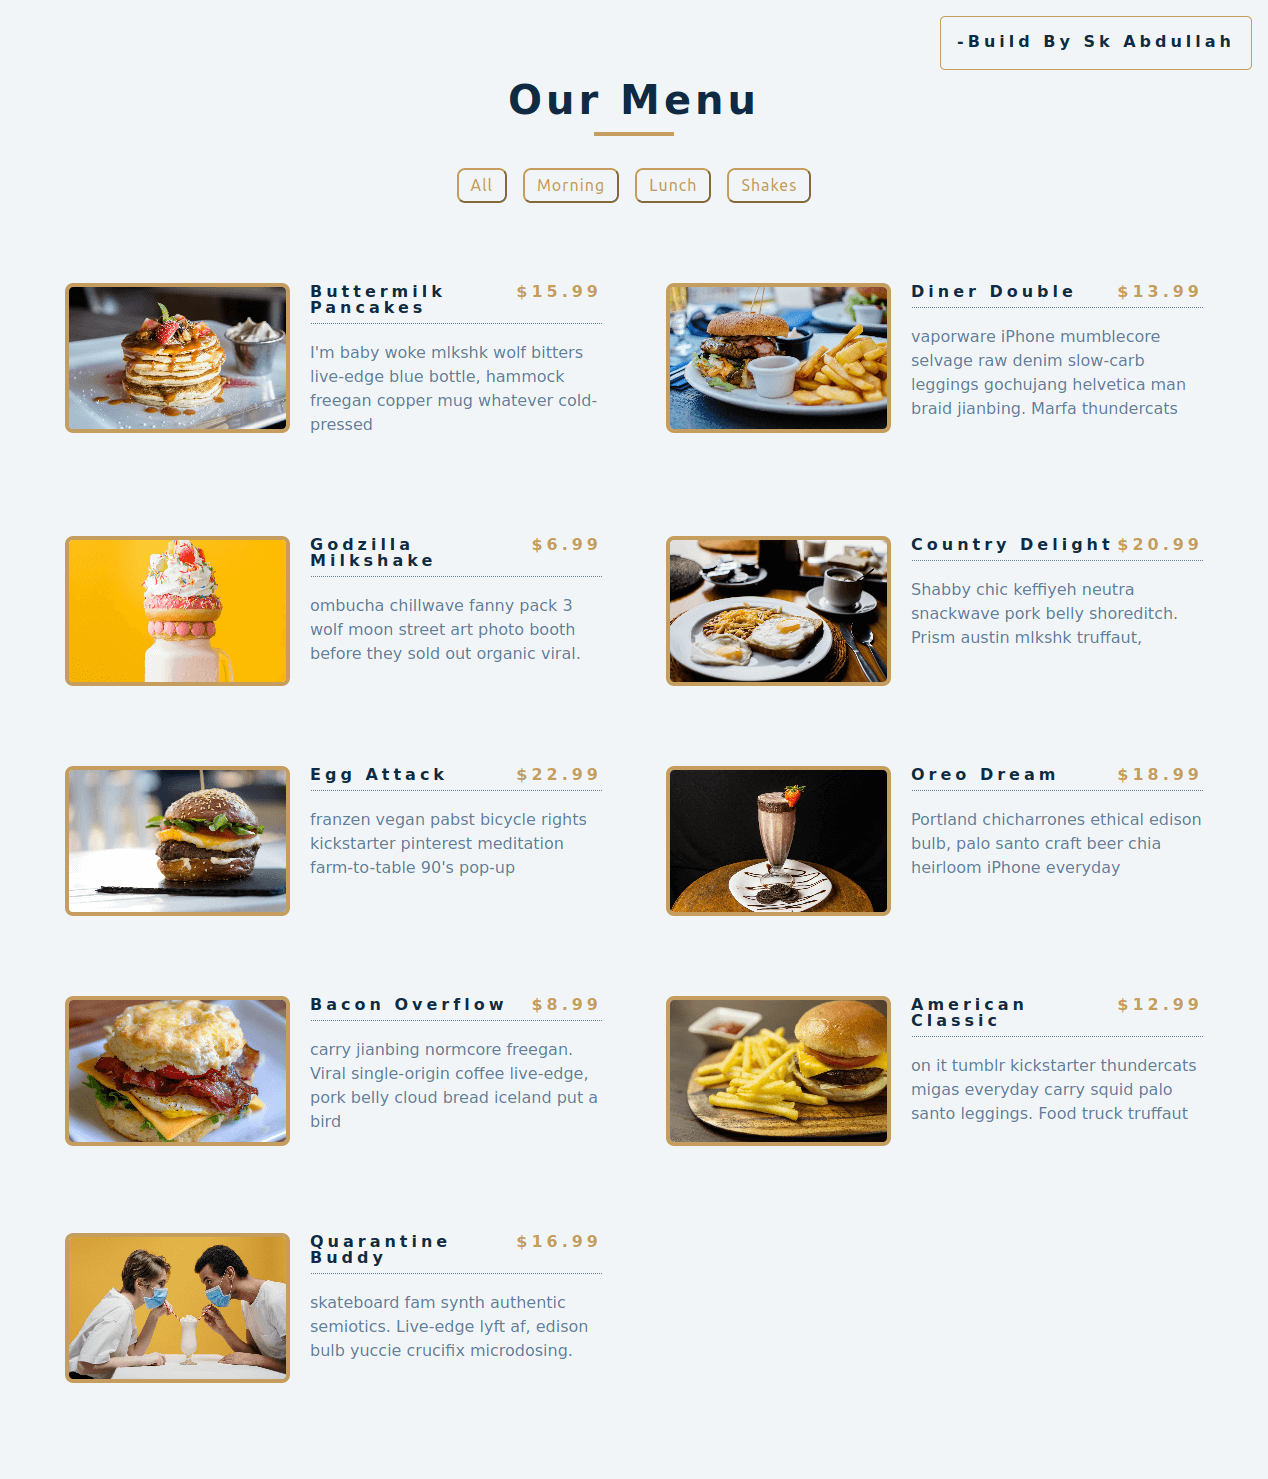 -Build By Sk Abdullah
Our Menu
All Morning Lunch Shakes
Buttermilk Pancakes $15.99
I'm baby woke mlkshk wolf bitters
live-edge blue bottle, hammock
freegan copper mug whatever cold-
pressed
Diner Double $13.99
vaporware iPhone mumblecore
selvage raw denim slow-carb
leggings gochujang helvetica man
braid jianbing. Marfa thundercats
Godzilla Milkshake $6.99
ombucha chillwave fanny pack 3
wolf moon street art photo booth
before they sold out organic viral.
Country Delight $20.99
Shabby chic keffiyeh neutra
snackwave pork belly shoreditch.
Prism austin mlkshk truffaut,
Egg Attack $22.99
franzen vegan pabst bicycle rights
kickstarter pinterest meditation
farm-to-table 90's pop-up
Oreo Dream $18.99
Portland chicharrones ethical edison
bulb, palo santo craft beer chia
heirloom iPhone everyday
Bacon Overflow $8.99
carry jianbing normcore freegan.
Viral single-origin coffee live-edge,
pork belly cloud bread iceland put a
bird
American Classic $12.99
on it tumblr kickstarter thundercats
migas everyday carry squid palo
santo leggings. Food truck truffaut
Quarantine Buddy $16.99
skateboard fam synth authentic
semiotics. Live-edge lyft af, edison
bulb yuccie crucifix microdosing.